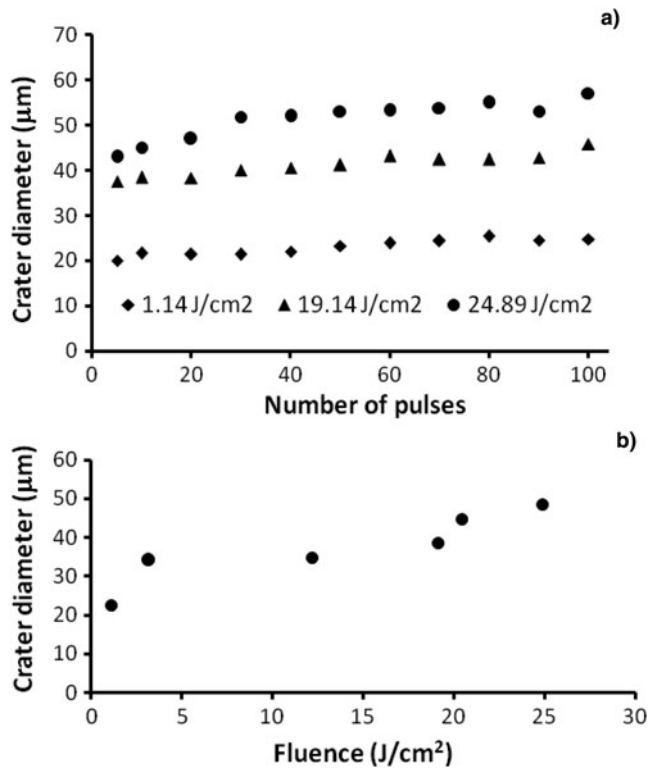 a)
70
60
50
40
30
20
10
0
Crater diameter (μm)
◆ 1.14 J/cm2 ▲ 19.14 J/cm2 ● 24.89 J/cm2
0 20 40 60 80 100
Number of pulses
b)
60
50
40
30
20
10
0
Crater diameter (μm)
0 5 10 15 20 25 30
Fluence (J/cm²)